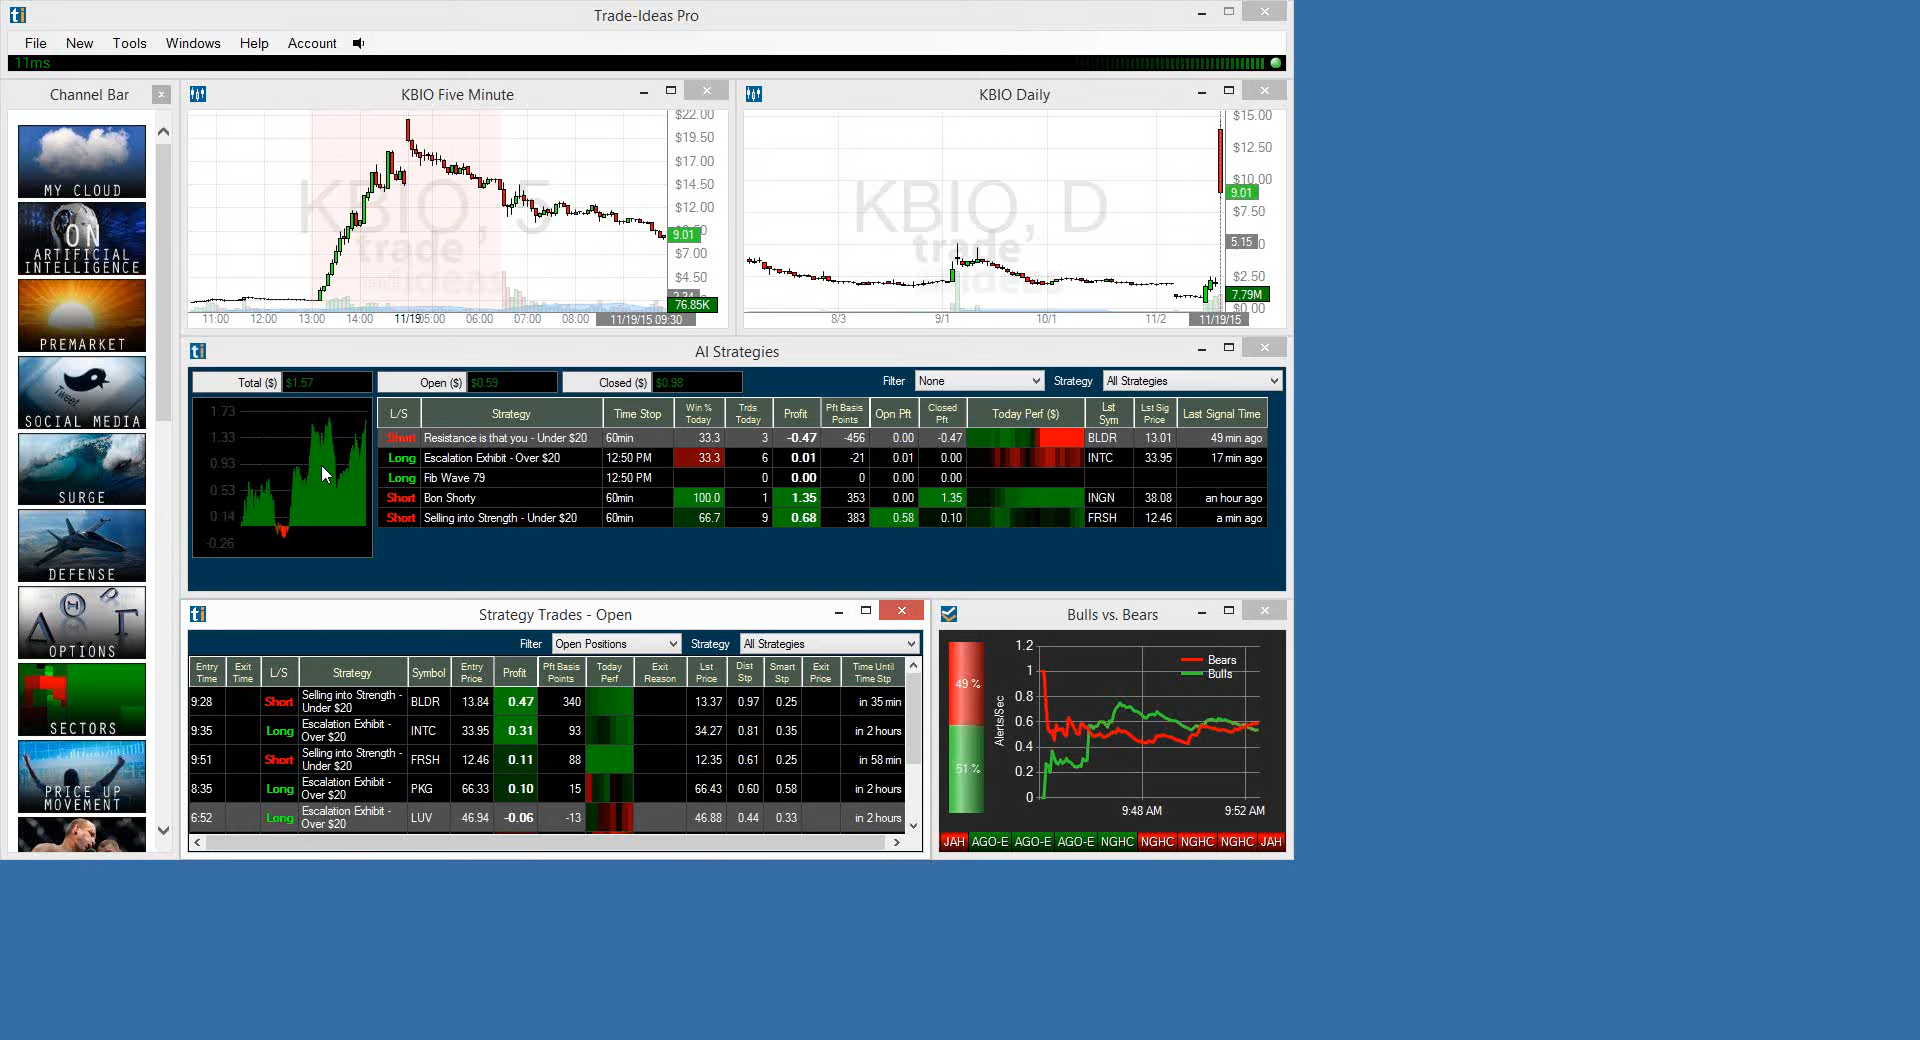 Trade-Ideas Pro
File New Tools Windows Help Account
11ms
Channel Bar
MY CLOUD
ON
ARTIFICIAL
INTELLIGENCE
PREMARKET
Tweet
SOCIAL MEDIA
SURGE
DEFENSE
OPTIONS
SECTORS
PRICE UP
MOVEMENT
KBIO Five Minute
KBIO, 5
trade
ideas
$22.00
$19.50
$17.00
$14.50
$12.00
9.01
$7.00
$4.50
76.85K
11:00 12:00 13:00 14:00 11/19 05:00 06:00 07:00 08:00 11/19/15 09:30
KBIO Daily
KBIO, D
trade
ideas
$15.00
$12.50
$10.00
9.01
$7.50
5.15
$2.50
7.79M
$0.00
8/3 9/1 10/1 11/2 11/19/15
AI Strategies
Total ($) $1.57 Open ($) $0.59 Closed ($) $0.98 Filter None Strategy All Strategies
1.73
1.33
0.93
0.53
0.14
-0.26
L/S Strategy Time Stop Win % Today Trds Today Profit Pft Basis Points Opn Pft Closed Pft Today Perf ($) Lst Sym Lst Sig Price Last Signal Time
Short Resistance is that you - Under $20 60min 33.3 3 -0.47 -456 0.00 -0.47 BLDR 13.01 49 min ago
Long Escalation Exhibit - Over $20 12:50 PM 33.3 6 0.01 -21 0.01 0.00 INTC 33.95 17 min ago
Long Fib Wave 79 12:50 PM 0 0.00 0 0.00 0.00
Short Bon Shorty 60min 100.0 1 1.35 353 0.00 1.35 INGN 38.08 an hour ago
Short Selling into Strength - Under $20 60min 66.7 9 0.68 383 0.58 0.10 FRSH 12.46 a min ago
Strategy Trades - Open
Filter Open Positions Strategy All Strategies
Entry Time Exit Time L/S Strategy Symbol Entry Price Profit Pft Basis Points Today Perf Exit Reason Lst Price Dist Stp Smart Stp Exit Price Time Until Time Stp
9:28 Short Selling into Strength - Under $20 BLDR 13.84 0.47 340 13.37 0.97 0.25 in 35 min
9:35 Long Escalation Exhibit - Over $20 INTC 33.95 0.31 93 34.27 0.81 0.35 in 2 hours
9:51 Short Selling into Strength - Under $20 FRSH 12.46 0.11 88 12.35 0.61 0.25 in 58 min
8:35 Long Escalation Exhibit - Over $20 PKG 66.33 0.10 15 66.43 0.60 0.58 in 2 hours
6:52 Long Escalation Exhibit - Over $20 LUV 46.94 -0.06 -13 46.88 0.44 0.33 in 2 hours
Bulls vs. Bears
49 %
51 %
Alerts/Sec
1.2
1
0.8
0.6
0.4
0.2
0
Bears
Bulls
9:48 AM 9:52 AM
JAH AGO-E AGO-E AGO-E NGHC NGHC NGHC NGHC JAH